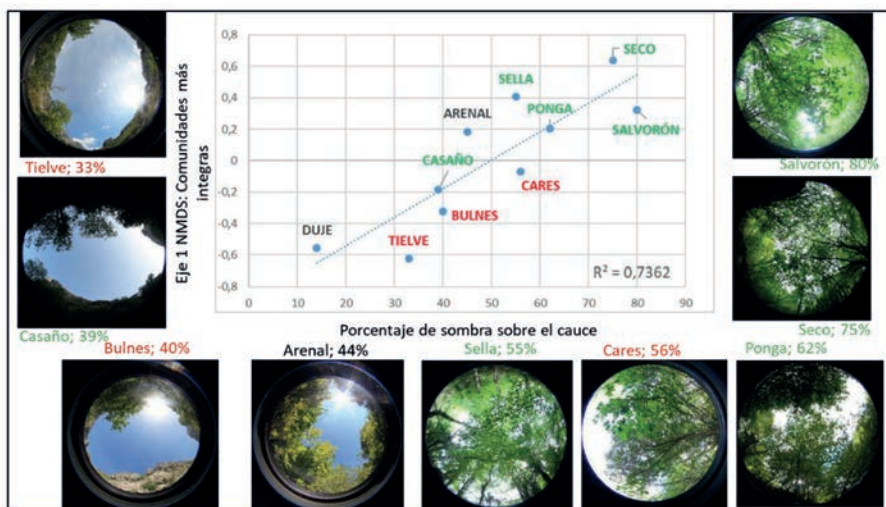 0,8
0,6
0,4
0,2
0
-0,2
-0,4
-0,6
-0,8
0 10 20 30 40 50 60 70 80 90
Eje 1 NMDS: Comunidades más
integras
Porcentaje de sombra sobre el cauce
SECO
SELLA
PONGA
ARENAL
SALVORÓN
CASAÑO
CARES
BULNES
DUJE
TIELVE
R² = 0,7362
Tielve; 33%
Salvorón; 80%
Casaño; 39%
Seco; 75%
Bulnes; 40%
Arenal; 44%
Sella; 55%
Cares; 56%
Ponga; 62%